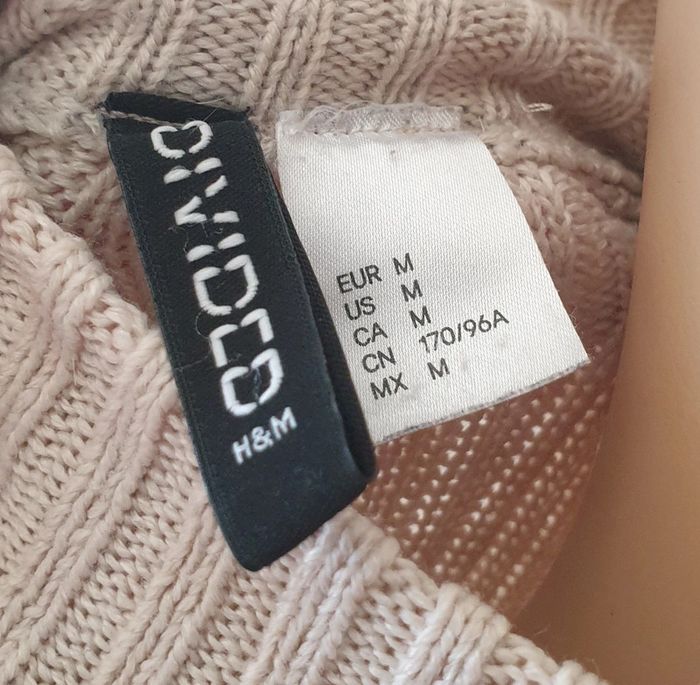 DIVIDED
H&M
EUR M
US M
CA M
CN 170/96A
MX M